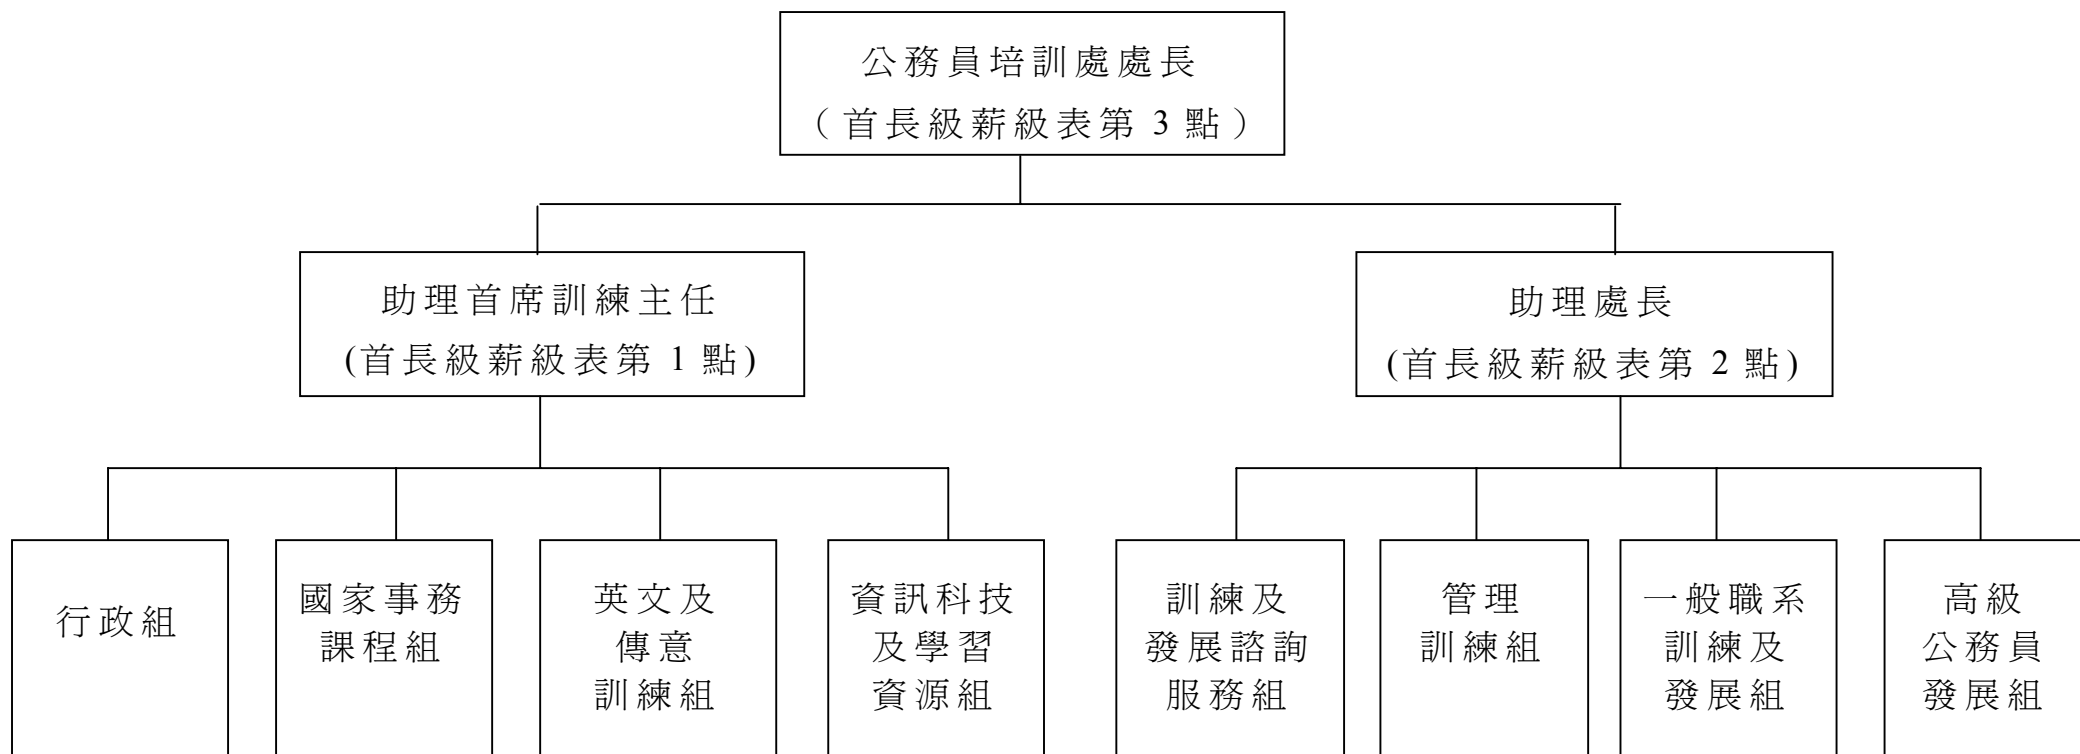 公務員培訓處處長
（首長級薪級表第 3 點）
助理首席訓練主任
(首長級薪級表第 1 點)
助理處長
(首長級薪級表第 2 點)
行政組
國家事務
課程組
英文及
傳意
訓練組
資訊科技
及學習
資源組
訓練及
發展諮詢
服務組
管理
訓練組
一般職系
訓練及
發展組
高級
公務員
發展組